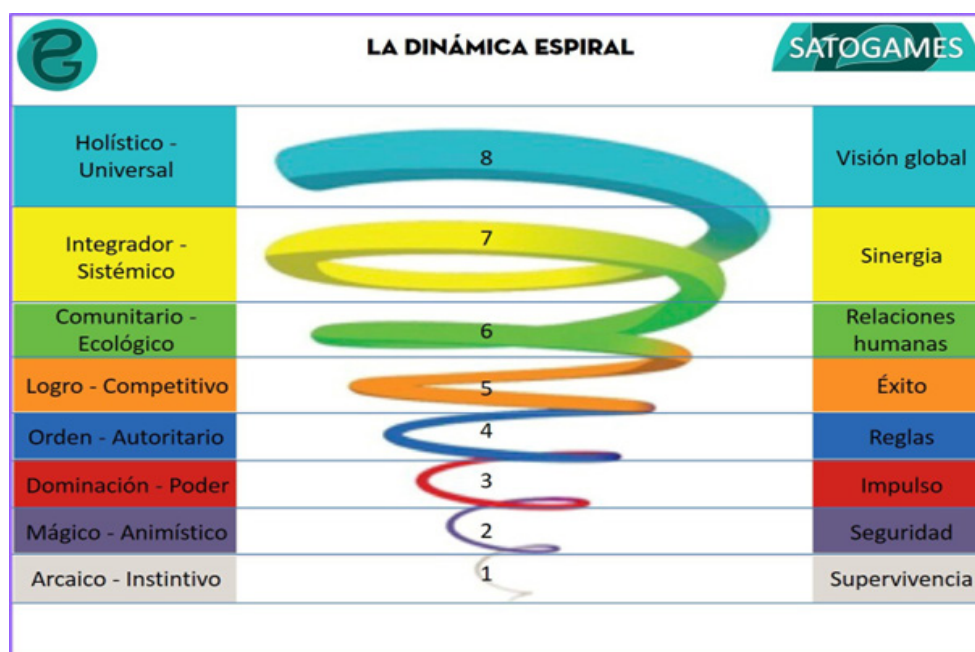 LA DINÁMICA ESPIRAL
SATOGAMES
Holístico -
Universal
8
Visión global
Integrador -
Sistémico
7
Sinergia
Comunitario -
Ecológico
6
Relaciones
humanas
Logro - Competitivo
5
Éxito
Orden - Autoritario
4
Reglas
Dominación - Poder
3
Impulso
Mágico - Animístico
2
Seguridad
Arcaico - Instintivo
1
Supervivencia